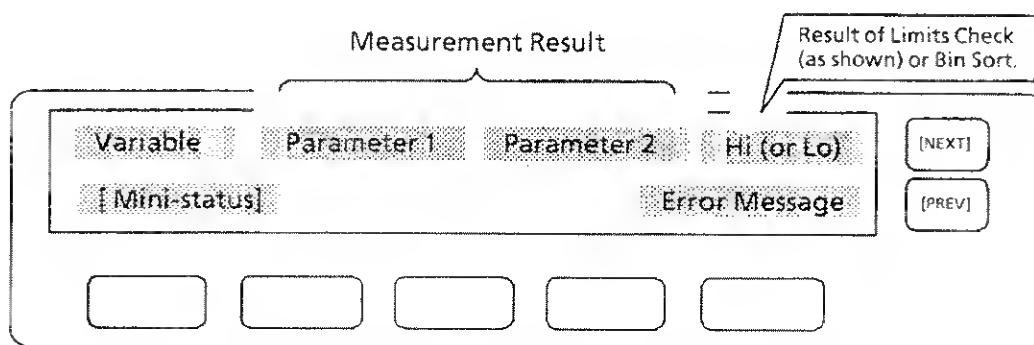 Measurement Result
Result of Limits Check
(as shown) or Bin Sort.
Variable Parameter 1 Parameter 2 Hi (or Lo)
[NEXT]
[ Mini-status] Error Message
[PREV]